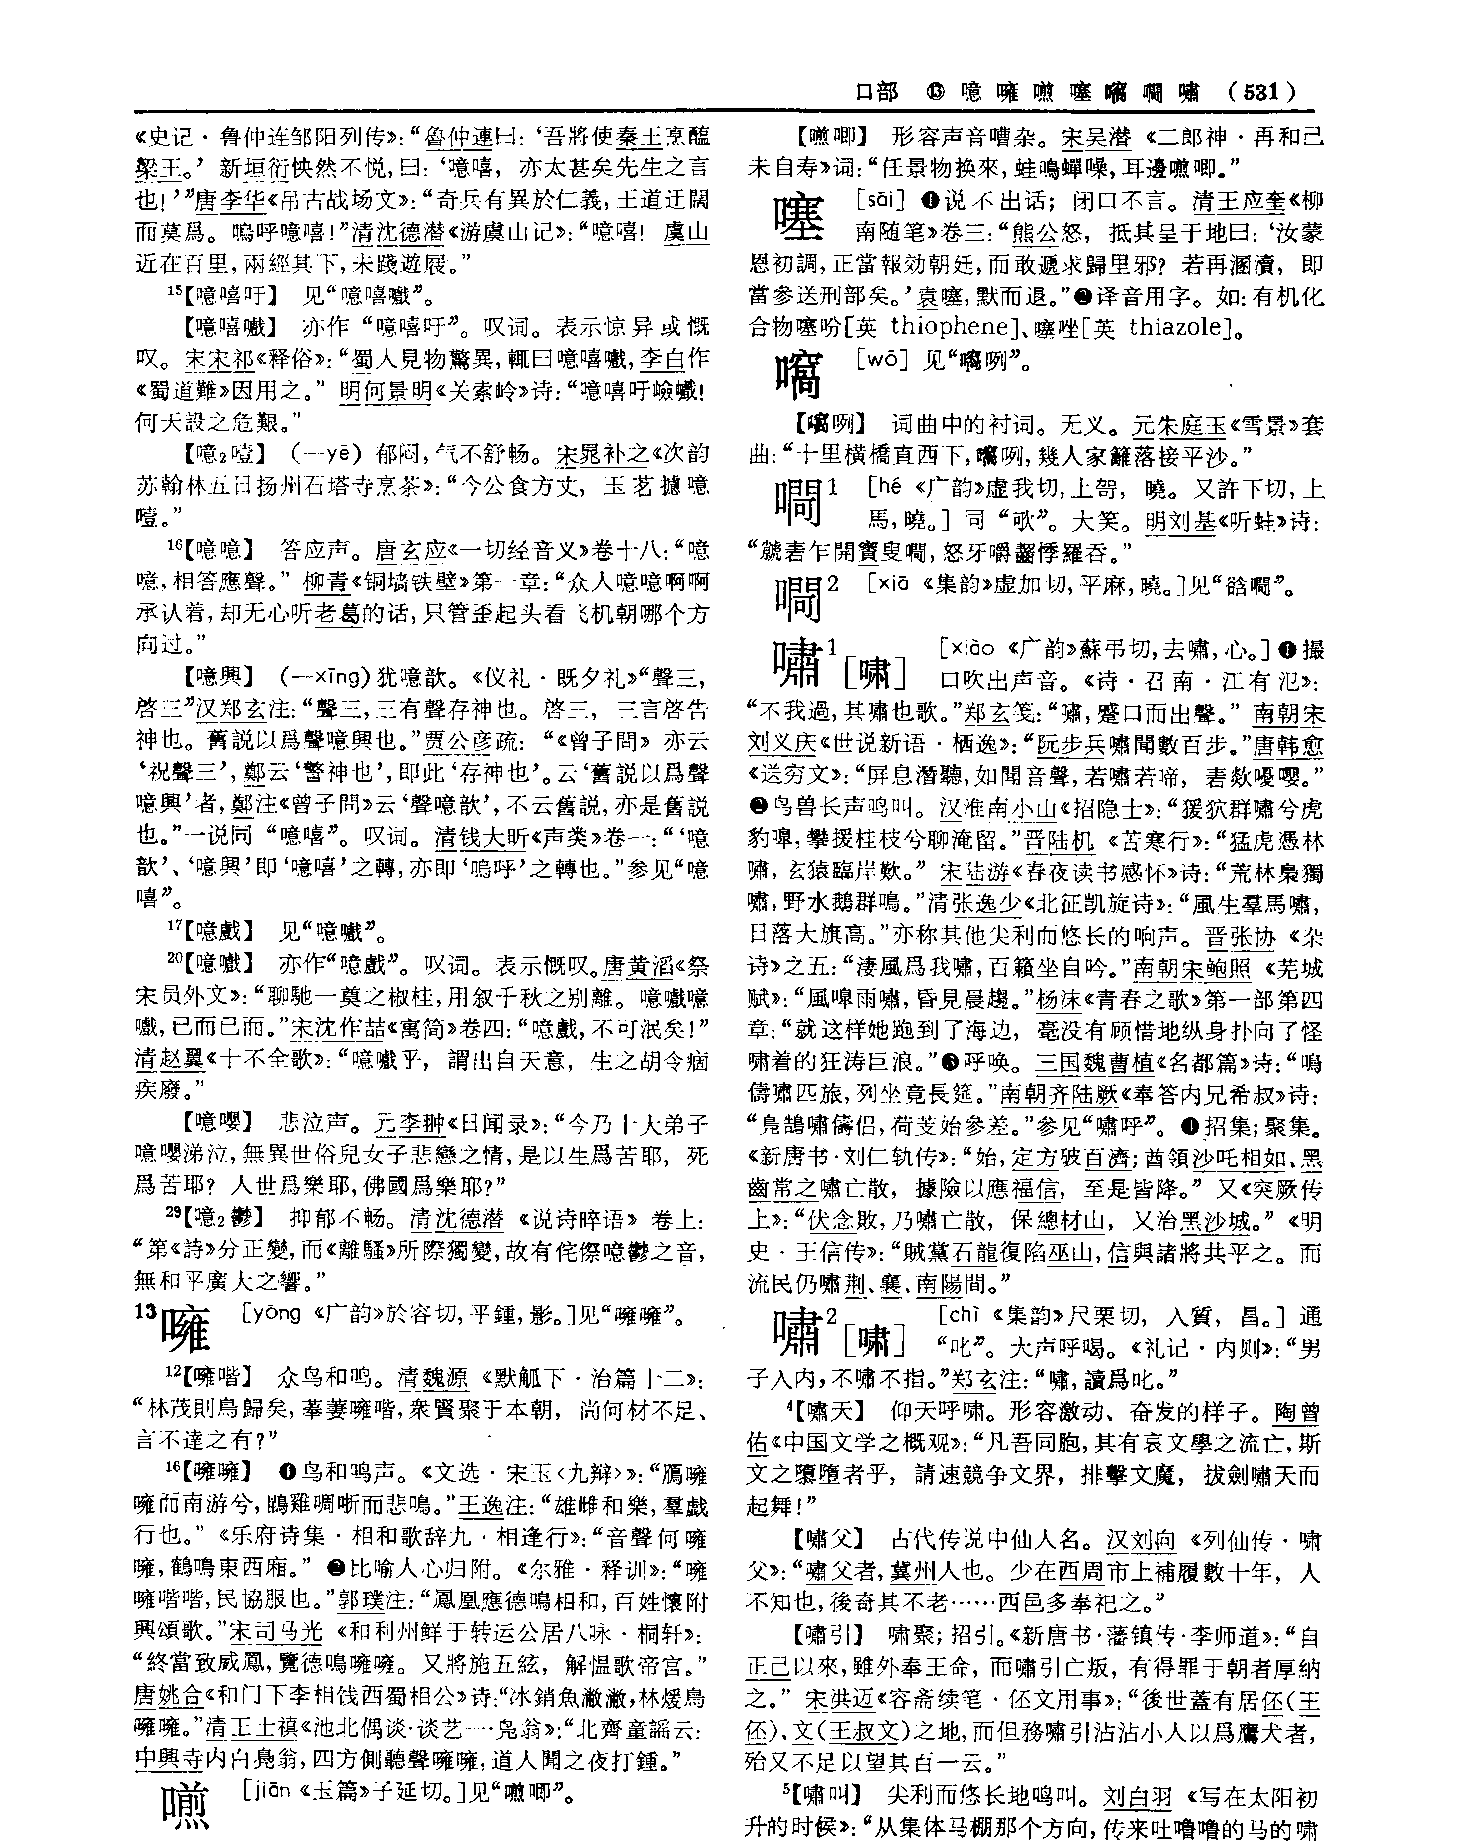 口部 ⓭ 噫 噰 㘍 噻 㗻 㗿 嘯 (531)
《史记·鲁仲连邹阳列传》：“魯仲連曰：‘吾將使秦王烹醢
梁王。’ 新垣衍怏然不悦，曰：‘噫嘻，亦太甚矣先生之言
也！’”唐李华《吊古战场文》：“奇兵有異於仁義，王道迂闊
而莫爲。嗚呼噫嘻！”清沈德潜《游虞山记》：“噫嘻！虞山
近在百里，兩經其下，未踐遊屐。”
¹⁵【噫嘻吁】 见“噫嘻嚱”。
【噫嘻嚱】 亦作“噫嘻吁”。叹词。表示惊异或慨
叹。宋宋祁《释俗》：“蜀人見物驚異，輒曰噫嘻嚱，李白作
《蜀道難》因用之。” 明何景明《关索岭》诗：“噫嘻吁嶮巇！
何天設之危艱。”
【噫₂噎】 (—yē) 郁闷，气不舒畅。宋晁补之《次韵
苏翰林五日扬州石塔寺烹茶》：“今公食方丈，玉茗攄噫
噎。”
¹⁶【噫噫】 答应声。唐玄应《一切经音义》卷十八：“噫
噫，相答應聲。” 柳青《铜墙铁壁》第一章：“众人噫噫啊啊
承认着，却无心听老葛的话，只管歪起头看飞机朝哪个方
向过。”
【噫興】 (—xīng)犹噫歆。《仪礼·既夕礼》“聲三，
啓三”汉郑玄注：“聲三，三有聲存神也。啓三，三言啓告
神也。舊説以爲聲噫興也。”贾公彦疏：“《曾子問》亦云
‘祝聲三’，鄭云‘警神也’，即此‘存神也’。云‘舊説以爲聲
噫興’者，鄭注《曾子問》云‘聲噫歆’，不云舊説，亦是舊説
也。”一说同“噫嘻”。叹词。清钱大昕《声类》卷一：“‘噫
歆’、‘噫興’即‘噫嘻’之轉，亦即‘嗚呼’之轉也。”参见“噫
嘻”。
¹⁷【噫戲】 见“噫嚱”。
²⁰【噫嚱】 亦作“噫戲”。叹词。表示慨叹。唐黄滔《祭
宋员外文》：“聊馳一奠之椒桂，用叙千秋之别離。噫嚱噫
嚱，已而已而。”宋沈作喆《寓简》卷四：“噫戲，不可泯矣！”
清赵翼《十不全歌》：“噫嚱乎，謂出自天意，生之胡令痼
疾廢。”
【噫嚶】 悲泣声。元李翀《日闻录》：“今乃十大弟子
噫嚶涕泣，無異世俗兒女子悲戀之情，是以生爲苦耶，死
爲苦耶？人世爲樂耶，佛國爲樂耶？”
²⁹【噫₂鬱】 抑郁不畅。清沈德潜《说诗晬语》卷上：
“第《詩》分正變，而《離騷》所際獨變，故有侘傺噫鬱之音，
無和平廣大之響。”
13 噰 [yōng 《广韵》於容切，平鍾，影。]见“噰噰”。
¹²【噰喈】 众鸟和鸣。清魏源《默觚下·治篇十二》：
“林茂則鳥歸矣，菶萋噰喈，衆賢聚于本朝，尚何材不足、
言不達之有？”
¹⁶【噰噰】 ❶鸟和鸣声。《文选·宋玉〈九辩〉》：“鴈噰
噰而南游兮，鵾雞啁哳而悲鳴。”王逸注：“雄雌和樂，羣戲
行也。”《乐府诗集·相和歌辞九·相逢行》：“音聲何噰
噰，鶴鳴東西廂。” ❷比喻人心归附。《尔雅·释训》：“噰
噰喈喈，民協服也。”郭璞注：“鳳凰應德鳴相和，百姓懷附
興頌歌。”宋司马光《和利州鲜于转运公居八咏·桐轩》：
“終當致威鳳，覽德鳴噰噰。又將施五絃，解愠歌帝宫。”
唐姚合《和门下李相饯西蜀相公》诗：“冰銷魚潎潎，林煖鳥
噰噰。”清王士禛《池北偶谈·谈艺一·凫翁》：“北齊童謡云：
中興寺内白鳧翁，四方側聽聲噰噰，道人聞之夜打鍾。”
㘍 [jiān《玉篇》子延切。]见“㘍唧”。
【㘍唧】 形容声音嘈杂。宋吴潜《二郎神·再和己
未自寿》词：“任景物换來，蛙鳴蟬噪，耳邊㘍唧。”
噻 [sāi] ❶说不出话；闭口不言。清王应奎《柳
南随笔》卷三：“熊公怒，抵其呈于地曰：‘汝蒙
恩初調，正當報効朝廷，而敢遽求歸里邪？若再溷瀆，即
當参送刑部矣。’袁噻，默而退。”❷译音用字。如：有机化
合物噻吩[英 thiophene]、噻唑[英 thiazole]。
㗻 [wō] 见“㗻咧”。
【㗻咧】 词曲中的衬词。无义。元朱庭玉《雪景》套
曲：“十里横橋直西下，㗻咧，幾人家籬落接平沙。”
㗿1 [hē 《广韵》虚我切，上哿，曉。又許下切，上
馬，曉。] 同“歌”。大笑。明刘基《听蛙》诗：
“虩砉乍開竇叟㗿，怒牙嚼齧悸羅吞。”
㗿2 [xiā 《集韵》虚加切，平麻，曉。]见“谽㗿”。
嘯1[啸] [xiào 《广韵》蘇弔切，去嘯，心。]❶撮
口吹出声音。《诗·召南·江有汜》：
“不我過，其嘯也歌。”郑玄笺：“嘯，蹙口而出聲。” 南朝宋
刘义庆《世说新语·栖逸》：“阮步兵嘯聞數百步。”唐韩愈
《送穷文》：“屏息潛聽，如聞音聲，若嘯若啼，砉欻嚘嚶。”
❷鸟兽长声鸣叫。汉淮南小山《招隐士》：“猨狖群嘯兮虎
豹嘷，攀援桂枝兮聊淹留。”晋陆机《苦寒行》：“猛虎憑林
嘯，玄猿臨岸歎。” 宋陆游《春夜读书感怀》诗：“荒林梟獨
嘯，野水鵝群鳴。”清张逸少《北征凯旋诗》：“風生羣馬嘯，
日落大旗高。”亦称其他尖利而悠长的响声。晋张协《杂
诗》之五：“淒風爲我嘯，百籟坐自吟。”南朝宋鲍照《芜城
赋》：“風嘷雨嘯，昏見晨趨。”杨沫《青春之歌》第一部第四
章：“就这样她跑到了海边，毫没有顾惜地纵身扑向了怪
啸着的狂涛巨浪。”❸呼唤。三国魏曹植《名都篇》诗：“鳴
儔嘯匹旅，列坐竟長筵。”南朝齐陆厥《奉答内兄希叔》诗：
“鳧鵠嘯儔侣，荷芰始參差。”参见“嘯呼”。 ❹招集；聚集。
《新唐书·刘仁轨传》：“始，定方破百濟；酋領沙吒相如、黑
齒常之嘯亡散，據險以應福信，至是皆降。” 又《突厥传
上》：“伏念敗，乃嘯亡散，保總材山，又治黑沙城。”《明
史·王信传》：“賊黨石龍復陷巫山，信與諸將共平之。而
流民仍嘯荆、襄、南陽間。”
嘯2[啸] [chì 《集韵》尺栗切，入質，昌。] 通
“叱”。大声呼喝。《礼记·内则》：“男
子入内，不嘯不指。”郑玄注：“嘯，讀爲叱。”
⁴【嘯天】 仰天呼啸。形容激动、奋发的样子。陶曾
佑《中国文学之概观》：“凡吾同胞，其有哀文學之流亡，斯
文之隳墮者乎，請速競争文界，排擊文魔，拔劍嘯天而
起舞！”
【嘯父】 古代传说中仙人名。汉刘向《列仙传·啸
父》：“嘯父者，冀州人也。少在西周市上補履數十年，人
不知也，後奇其不老……西邑多奉祀之。”
【嘯引】 啸聚；招引。《新唐书·藩镇传·李师道》：“自
正己以來，雖外奉王命，而嘯引亡叛，有得罪于朝者厚納
之。” 宋洪迈《容斋续笔·伾文用事》：“後世蓋有居伾(王
伾)、文(王叔文)之地，而但務嘯引沾沾小人以爲鷹犬者，
殆又不足以望其百一云。”
⁵【嘯叫】 尖利而悠长地鸣叫。刘白羽《写在太阳初
升的时候》：“从集体马棚那个方向，传来吐噜噜的马的啸